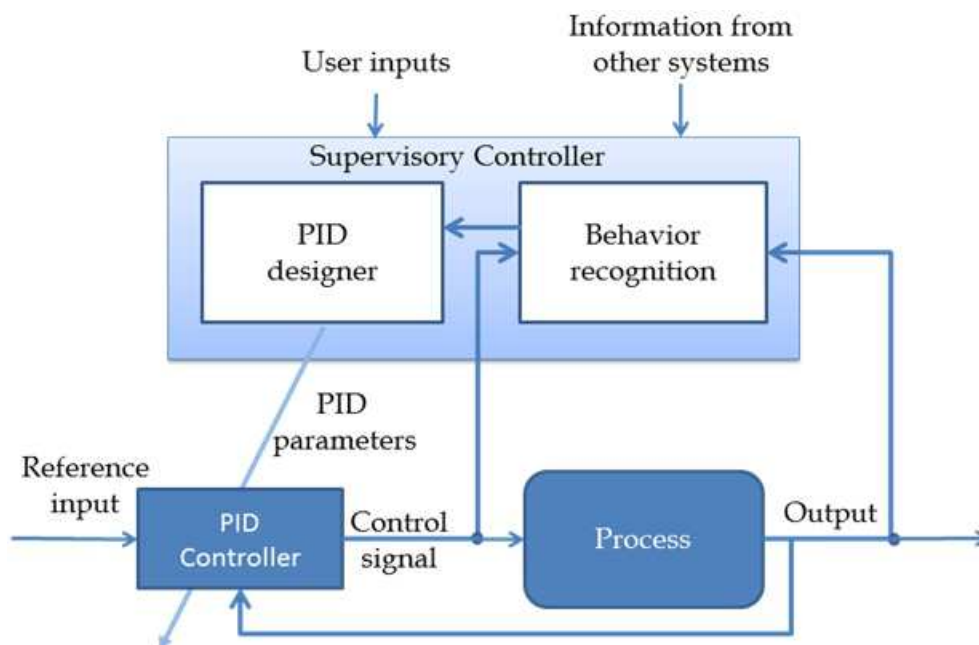 User inputs
Information from
other systems
Supervisory Controller
PID
designer
Behavior
recognition
PID
parameters
Reference
input
PID
Controller
Control
signal
Process
Output